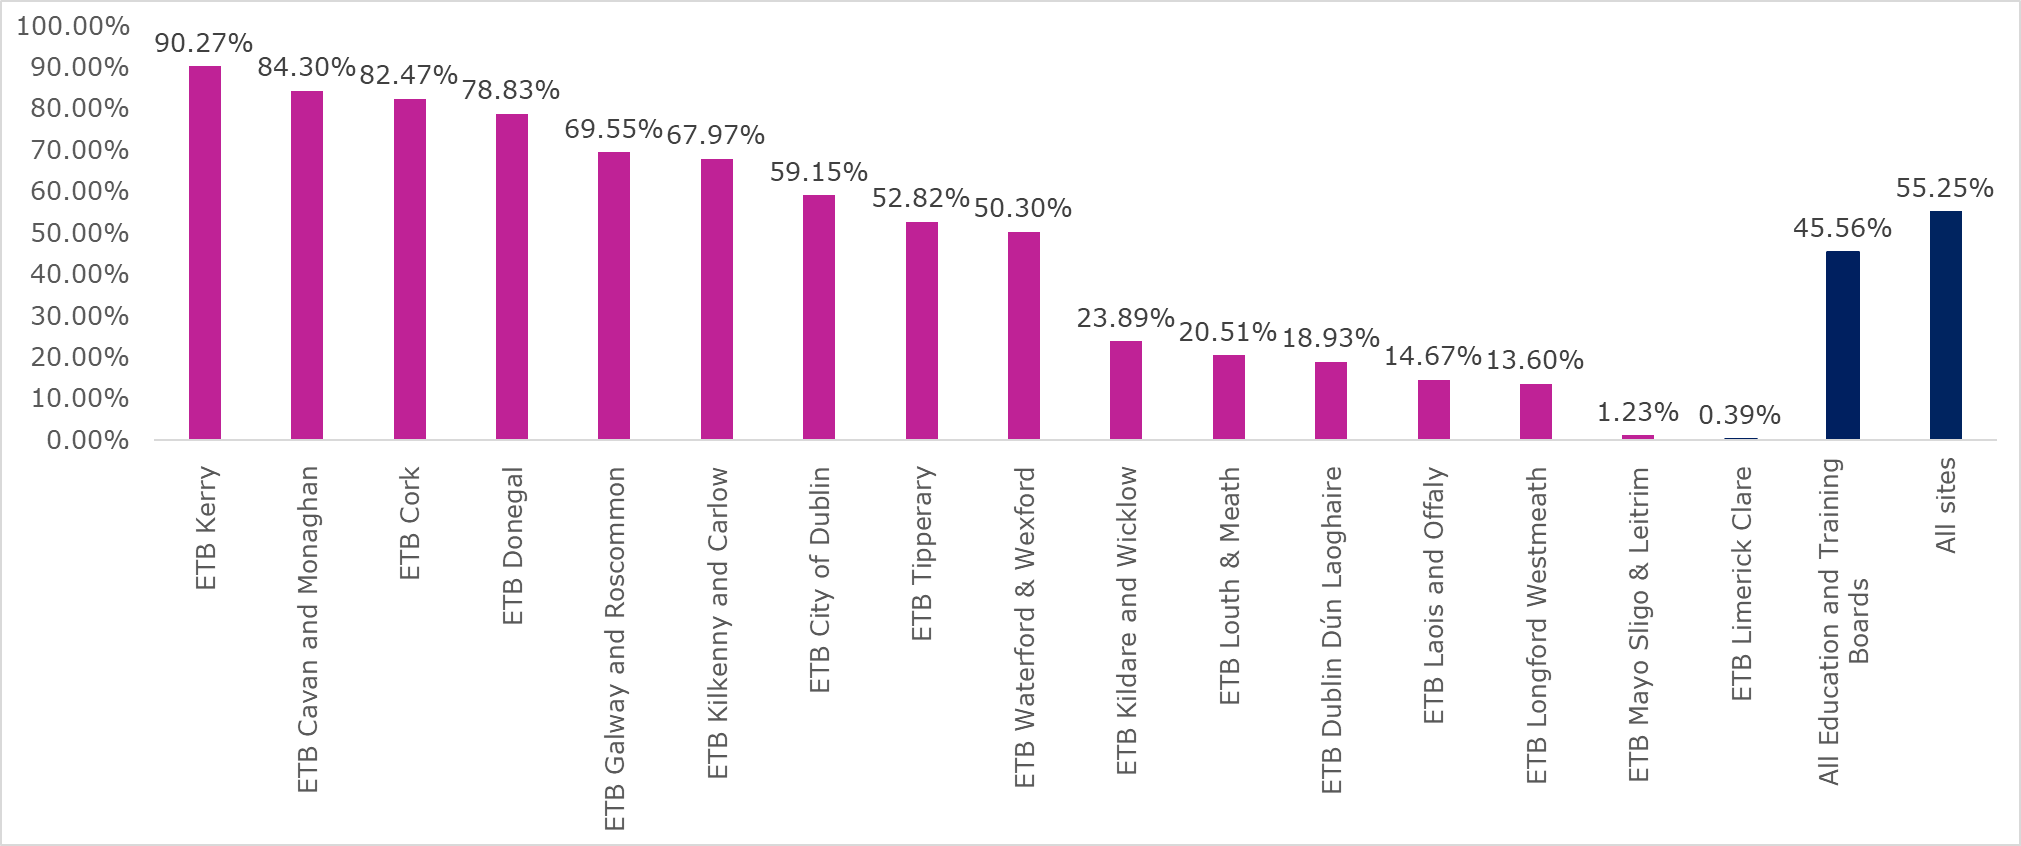 100.00%
90.00%
80.00%
70.00%
60.00%
50.00%
40.00%
30.00%
20.00%
10.00%
0.00%
90.27%
84.30%
82.47%
78.83%
69.55%
67.97%
59.15%
52.82%
50.30%
23.89%
20.51%
18.93%
14.67%
13.60%
1.23%
0.39%
45.56%
55.25%
ETB Kerry
ETB Cavan and Monaghan
ETB Cork
ETB Donegal
ETB Galway and Roscommon
ETB Kilkenny and Carlow
ETB City of Dublin
ETB Tipperary
ETB Waterford & Wexford
ETB Kildare and Wicklow
ETB Louth & Meath
ETB Dublin Dún Laoghaire
ETB Laois and Offaly
ETB Longford Westmeath
ETB Mayo Sligo & Leitrim
ETB Limerick Clare
All Education and Training
Boards
All sites